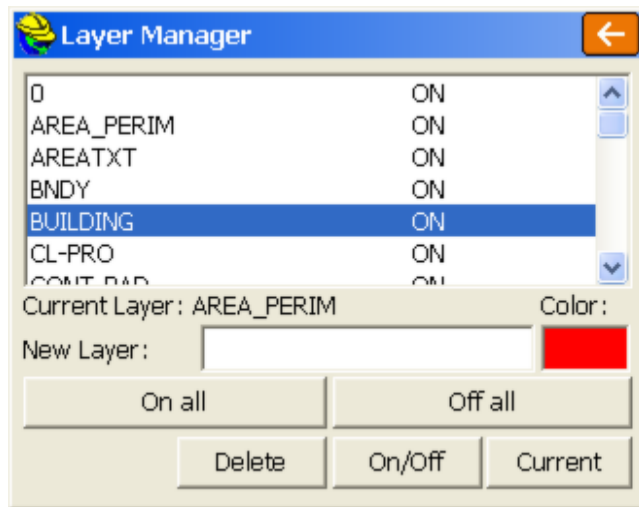 Layer Manager
0 ON
AREA_PERIM ON
AREATXT ON
BNDY ON
BUILDING ON
CL-PRO ON
Current Layer: AREA_PERIM Color:
New Layer:
On all Off all
Delete On/Off Current